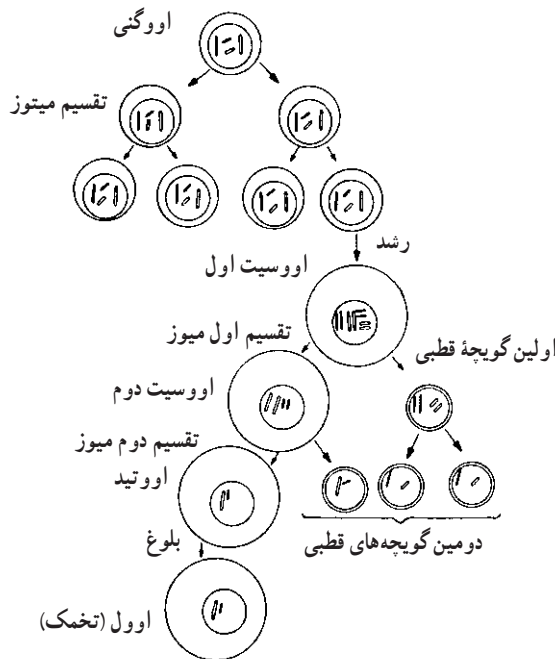 اووگنی
تقسیم میتوز
رشد
اووسیت اول
تقسیم اول میوز
اولین گویچهٔ قطبی
اووسیت دوم
تقسیم دوم میوز
اووتید
دومین گویچه‌های قطبی
بلوغ
اوول (تخمک)